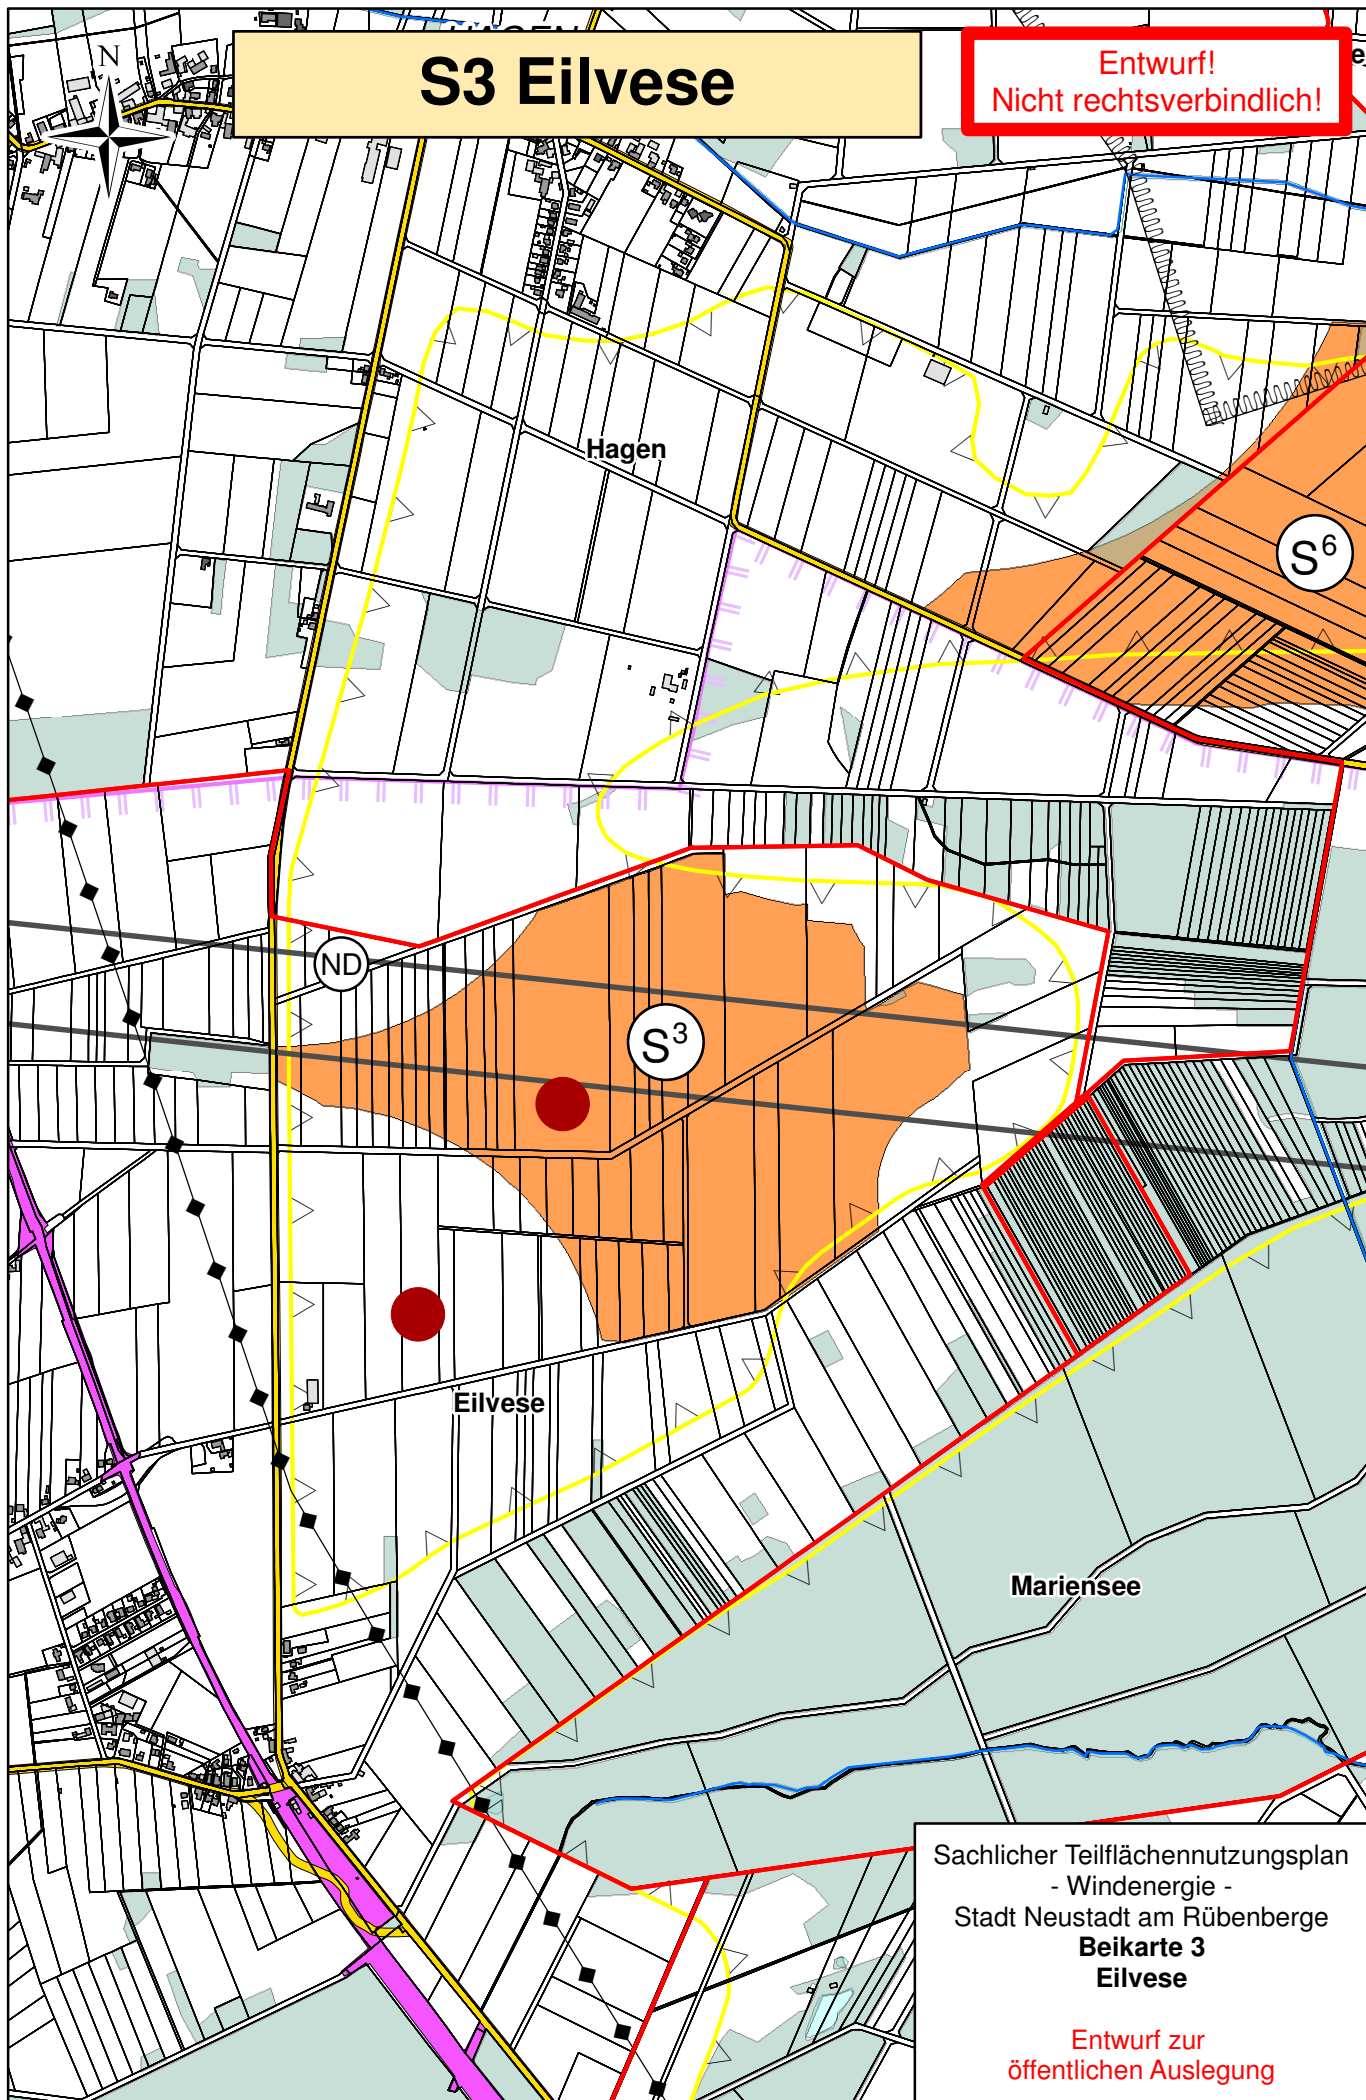 HAGEN
N
S3 Eilvese
Entwurf!
Nicht rechtsverbindlich!
Hagen
S6
ND
S3
Eilvese
Mariensee
Sachlicher Teilflächennutzungsplan
- Windenergie -
Stadt Neustadt am Rübenberge
Beikarte 3
Eilvese
Entwurf zur
öffentlichen Auslegung